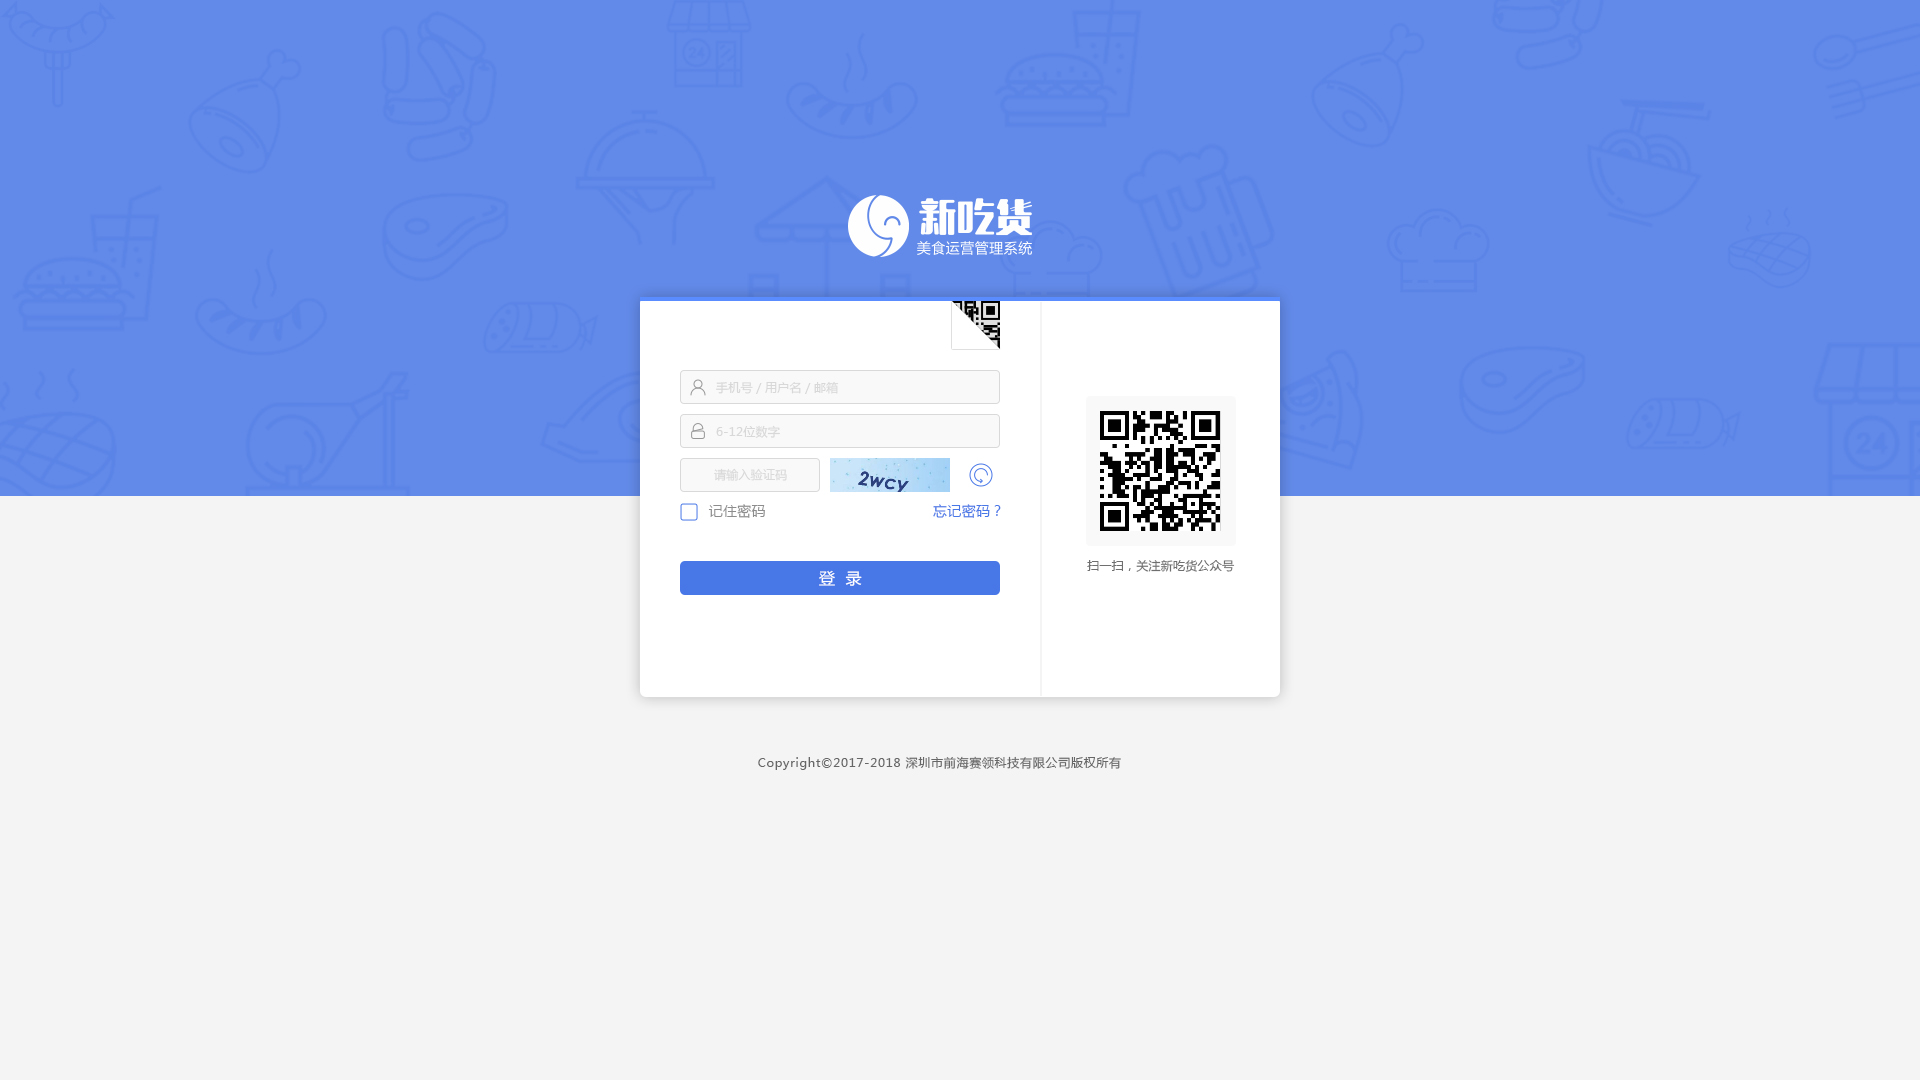 24
新吃货
美食运营管理系统
手机号 / 用户名 / 邮箱
6-12位数字
请输入验证码
2wcy
记住密码
忘记密码？
登 录
扫一扫，关注新吃货公众号
24
Copyright©2017-2018 深圳市前海赛领科技有限公司版权所有